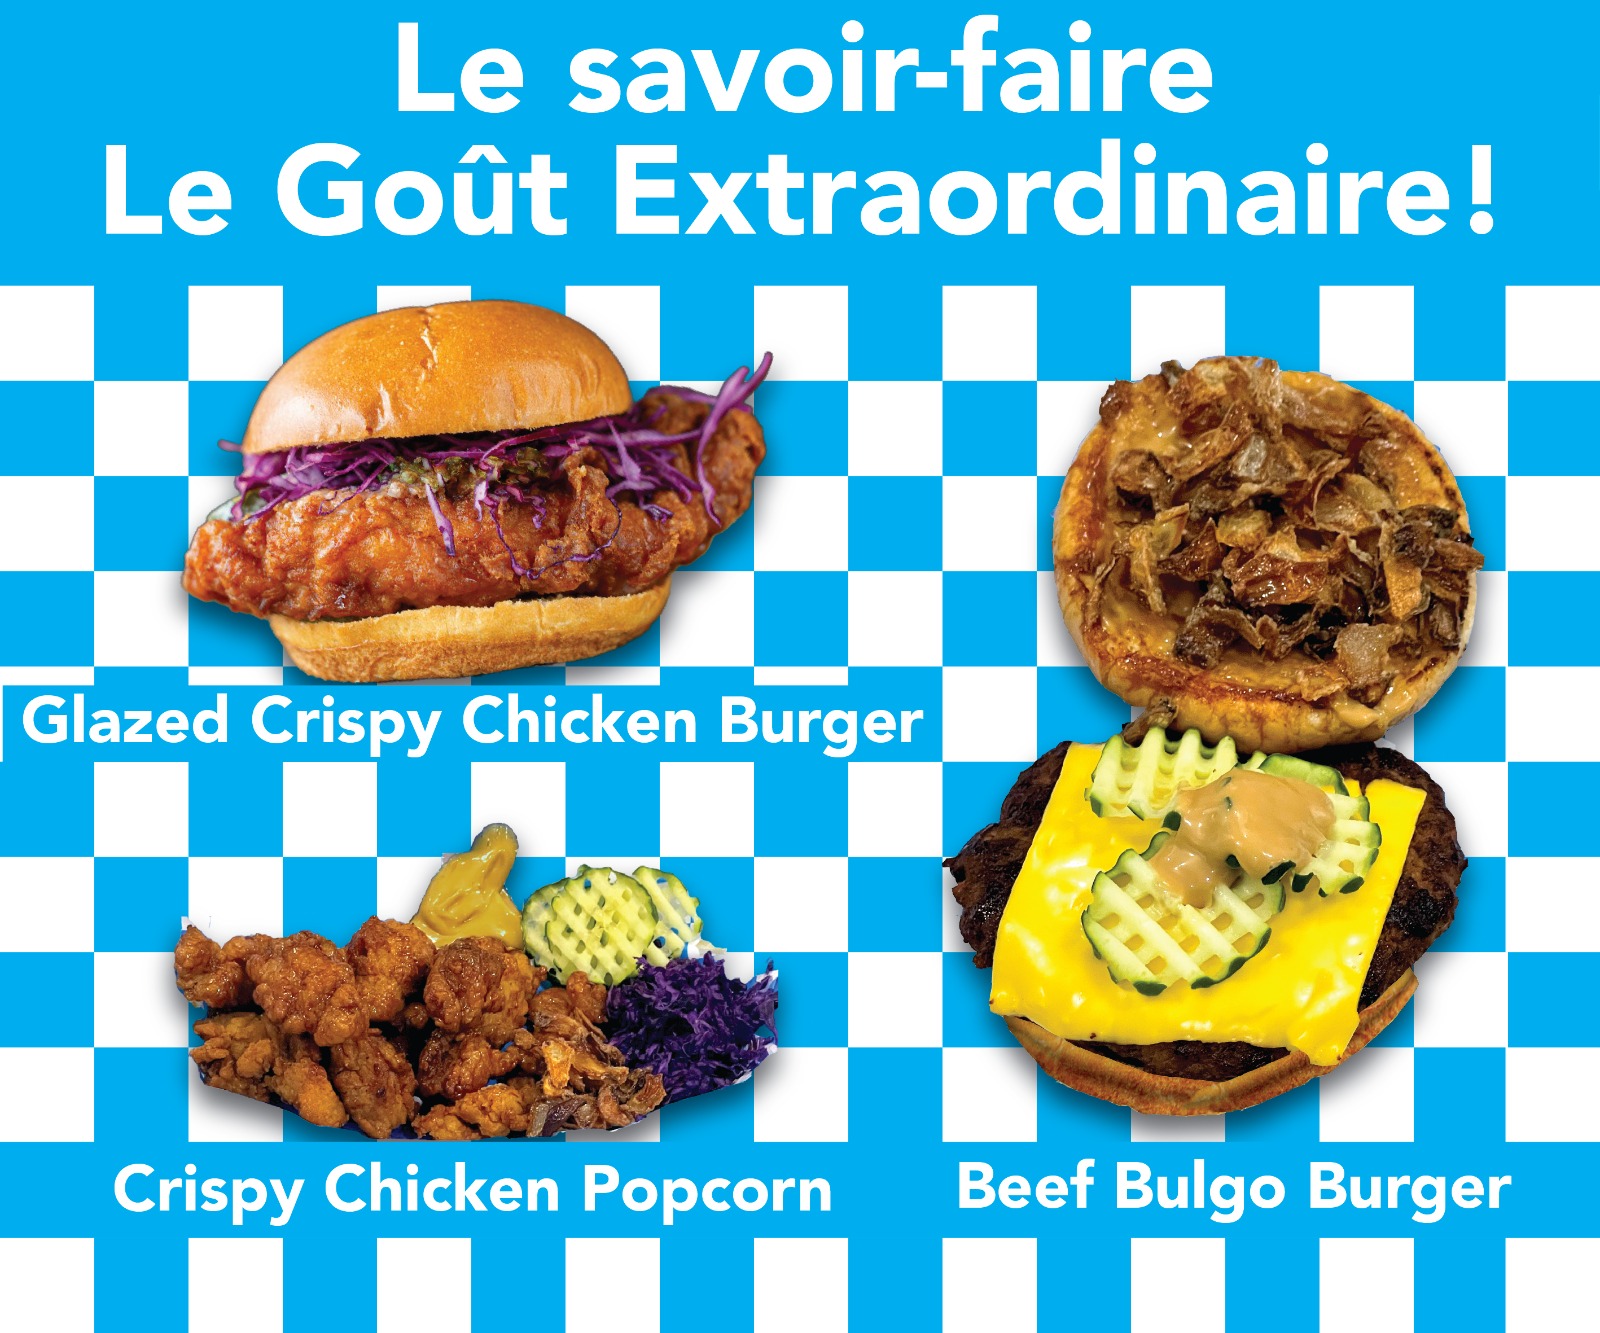 Le savoir-faire
Le Goût Extraordinaire!
Glazed Crispy Chicken Burger
Crispy Chicken Popcorn
Beef Bulgo Burger